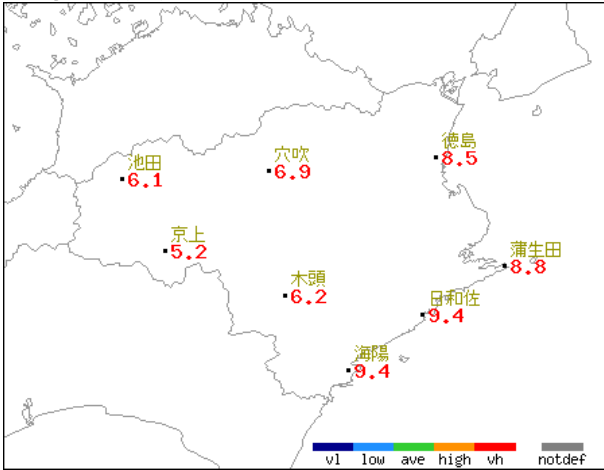 徳島
8.5
穴吹
6.9
池田
6.1
京上
5.2
蒲生田
8.8
木頭
6.2
日和佐
9.4
海陽
9.4
vl low ave high vh notdef